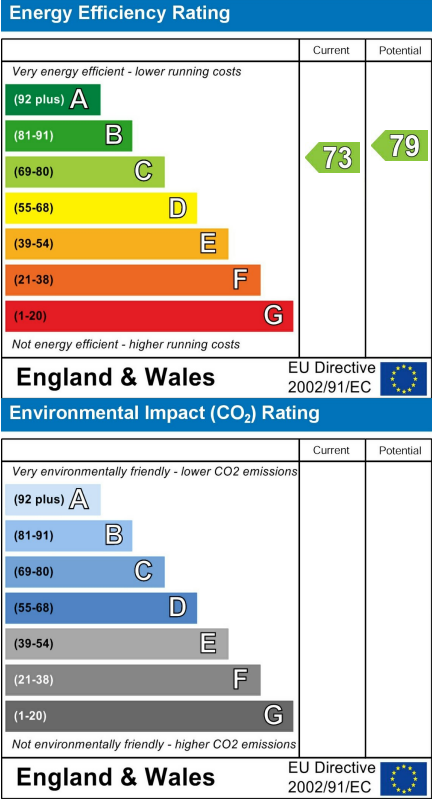 Energy Efficiency Rating
Current Potential
Very energy efficient - lower running costs
(92 plus) A
(81-91) B
(69-80) C
(55-68) D
(39-54) E
(21-38) F
(1-20) G
73
79
Not energy efficient - higher running costs
England & Wales
EU Directive
2002/91/EC
Environmental Impact (CO₂) Rating
Current Potential
Very environmentally friendly - lower CO2 emissions
(92 plus) A
(81-91) B
(69-80) C
(55-68) D
(39-54) E
(21-38) F
(1-20) G
Not environmentally friendly - higher CO2 emissions
England & Wales
EU Directive
2002/91/EC